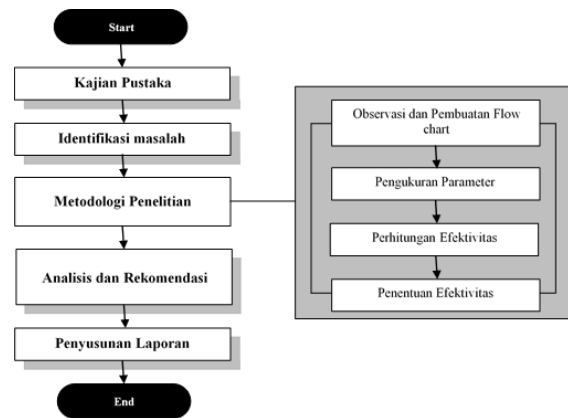 Start
Kajian Pustaka
Identifikasi masalah
Metodologi Penelitian
Analisis dan Rekomendasi
Penyusunan Laporan
End
Observasi dan Pembuatan Flow
chart
Pengukuran Parameter
Perhitungan Efektivitas
Penentuan Efektivitas